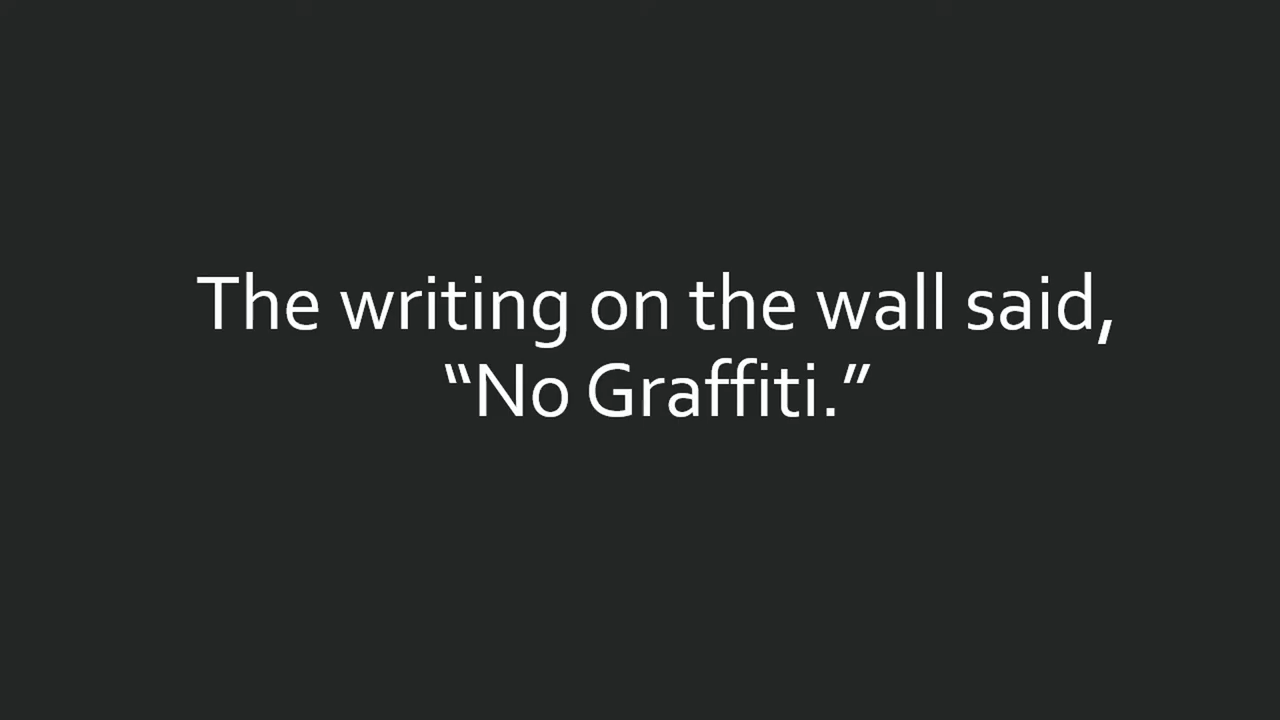 The writing on the wall said,
“No Graffiti.”